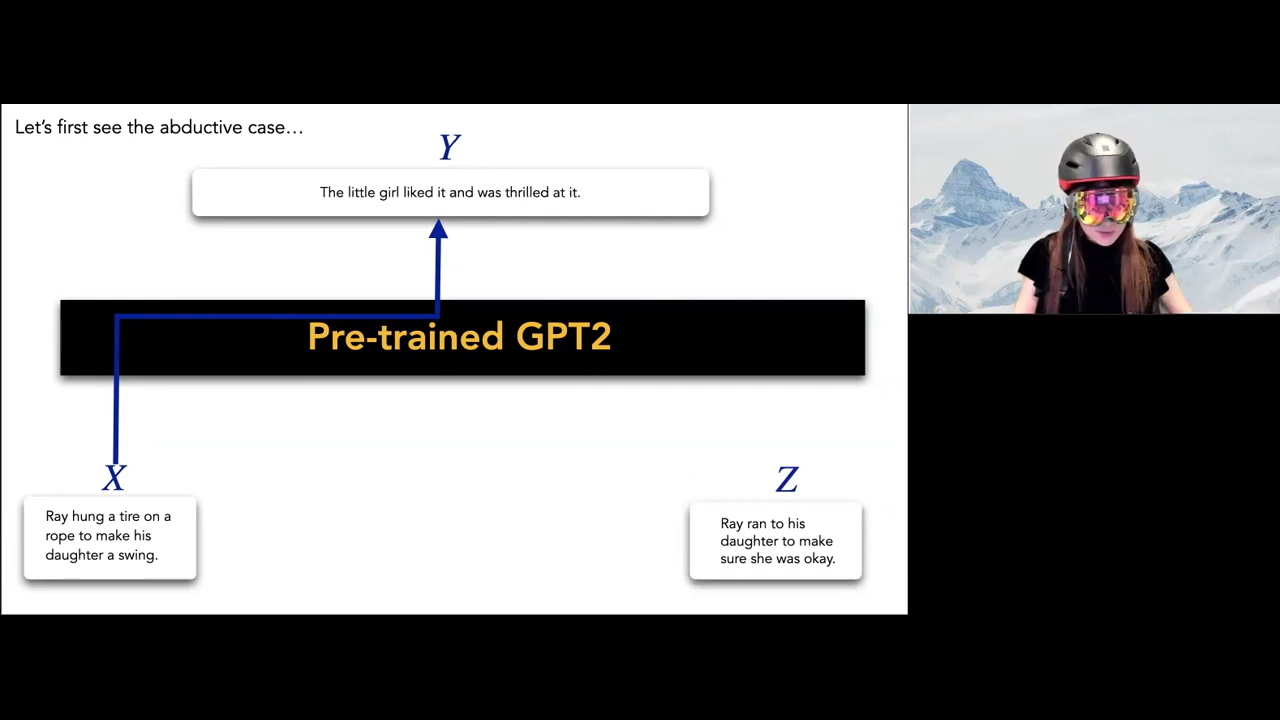 Let's first see the abductive case…
Y
The little girl liked it and was thrilled at it.
Pre-trained GPT2
X
Ray hung a tire on a
rope to make his
daughter a swing.
Z
Ray ran to his
daughter to make
sure she was okay.